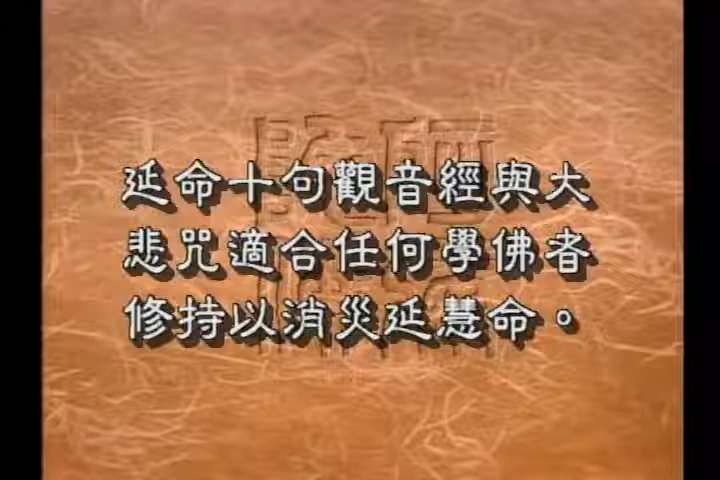 延命十句觀音經與大
悲咒適合任何學佛者
修持以消災延慧命。